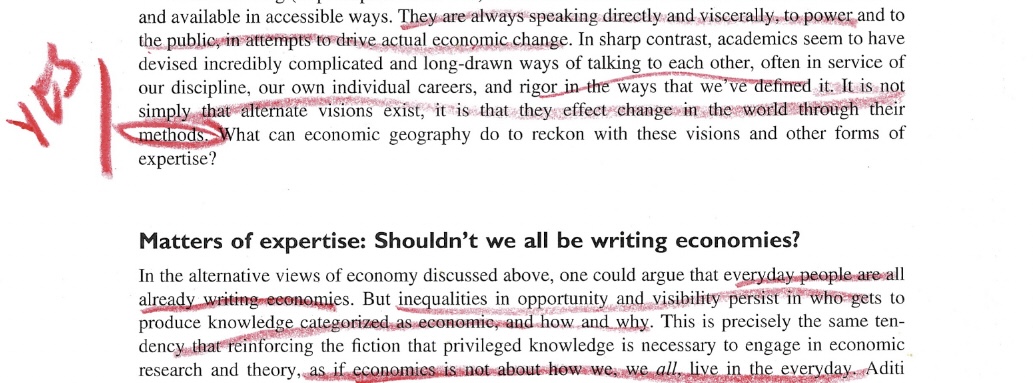 and available in accessible ways. They are always speaking directly and viscerally, to power and to
the public, in attempts to drive actual economic change. In sharp contrast, academics seem to have
devised incredibly complicated and long-drawn ways of talking to each other, often in service of
our discipline, our own individual careers, and rigor in the ways that we've defined it. It is not
simply that alternate visions exist, it is that they effect change in the world through their
methods. What can economic geography do to reckon with these visions and other forms of
expertise?
YES
Matters of expertise: Shouldn't we all be writing economies?
In the alternative views of economy discussed above, one could argue that everyday people are all
already writing economies. But inequalities in opportunity and visibility persist in who gets to
produce knowledge categorized as economic, and how and why. This is precisely the same ten-
dency that reinforcing the fiction that privileged knowledge is necessary to engage in economic
research and theory, as if economics is not about how we, we all, live in the everyday. Aditi